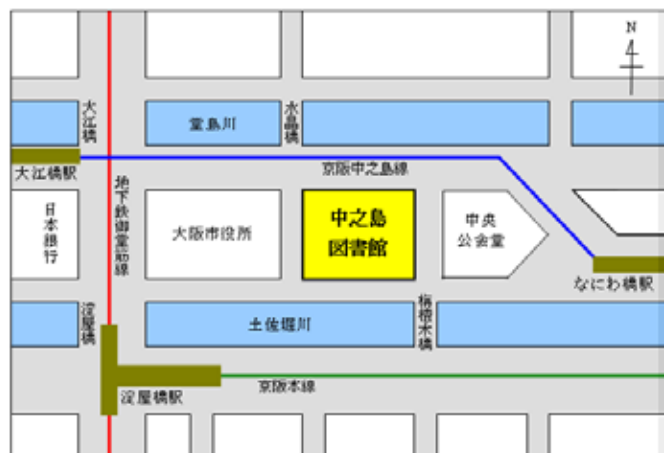 N
大江橋
堂島川
水晶橋
大江橋駅
京阪中之島線
地下鉄御堂筋線
日本銀行
大阪市役所
中之島
図書館
中央
公会堂
なにわ橋駅
淀屋橋
土佐堀川
栴檀木橋
淀屋橋駅
京阪本線